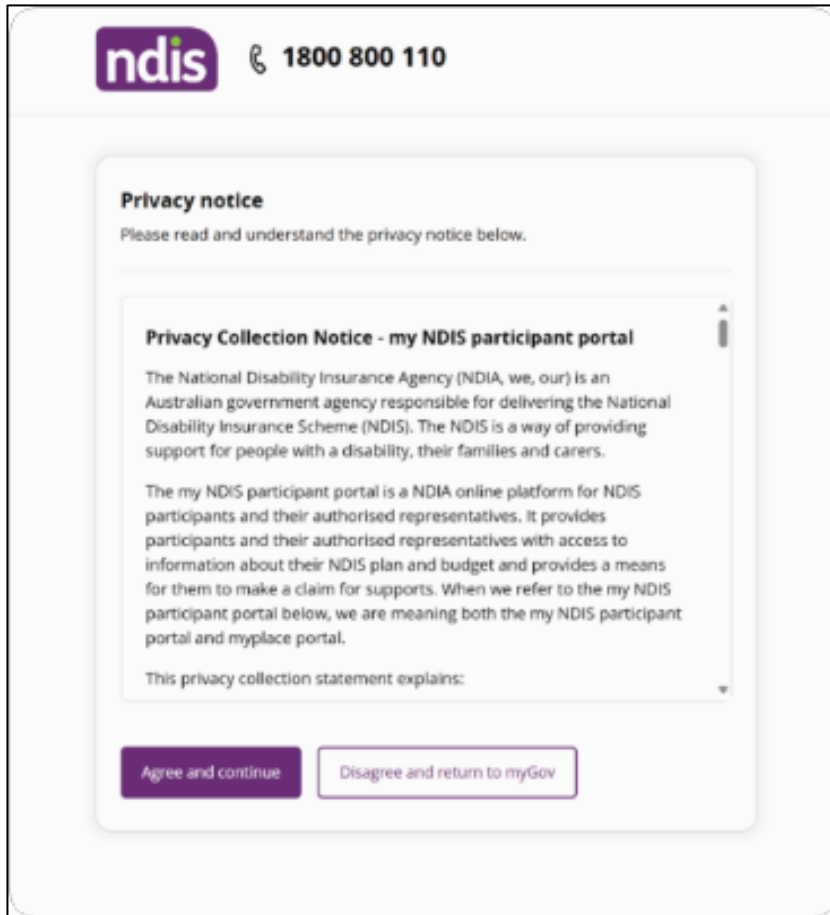 ndis 1800 800 110
Privacy notice
Please read and understand the privacy notice below.
Privacy Collection Notice - my NDIS participant portal
The National Disability Insurance Agency (NDIA, we, our) is an
Australian government agency responsible for delivering the National
Disability Insurance Scheme (NDIS). The NDIS is a way of providing
support for people with a disability, their families and carers.
The my NDIS participant portal is a NDIA online platform for NDIS
participants and their authorised representatives. It provides
participants and their authorised representatives with access to
information about their NDIS plan and budget and provides a means
for them to make a claim for supports. When we refer to the my NDIS
participant portal below, we are meaning both the my NDIS participant
portal and myplace portal.
This privacy collection statement explains:
Agree and continue Disagree and return to myGov